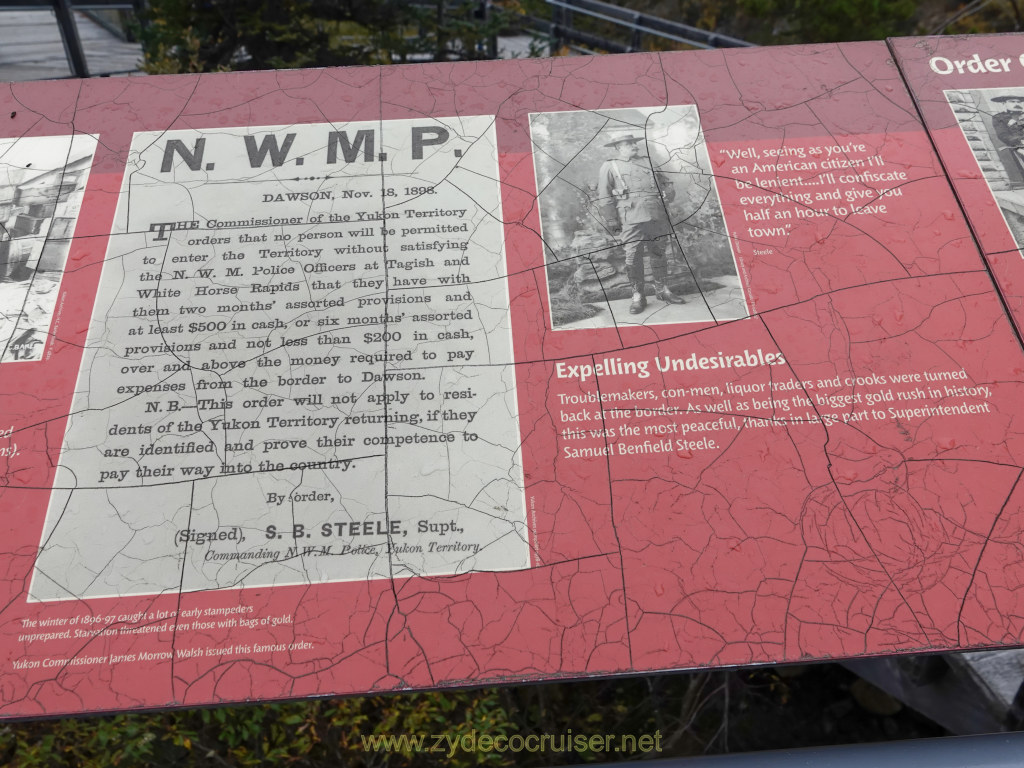 N. W. M. P.
DAWSON, Nov. 18, 1898.
THE Commissioner of the Yukon Territory
orders that no person will be permitted
to enter the Territory without satisfying
the N. W. M. Police Officers at Tagish and
White Horse Rapids that they have with
them two months' assorted provisions and
at least $500 in cash, or six months' assorted
provisions and not less than $200 in cash,
over and above the money required to pay
expenses from the border to Dawson.
N. B.—This order will not apply to resi-
dents of the Yukon Territory returning, if they
are identified and prove their competence to
pay their way into the country.
By order,
(Signed), S. B. STEELE, Supt.,
Commanding N.W.M. Police, Yukon Territory.
The winter of 1896-97 caught a lot of early stampeders
unprepared. Starvation threatened even those with bags of gold.
Yukon Commissioner James Morrow Walsh issued this famous order.
"Well, seeing as you're
an American citizen I'll
be lenient....I'll confiscate
everything and give you
half an hour to leave
town."
Steele
Expelling Undesirables
Troublemakers, con-men, liquor traders and crooks were turned
back at the border. As well as being the biggest gold rush in history,
this was the most peaceful, thanks in large part to Superintendent
Samuel Benfield Steele.
Order
www.zydecocruiser.net